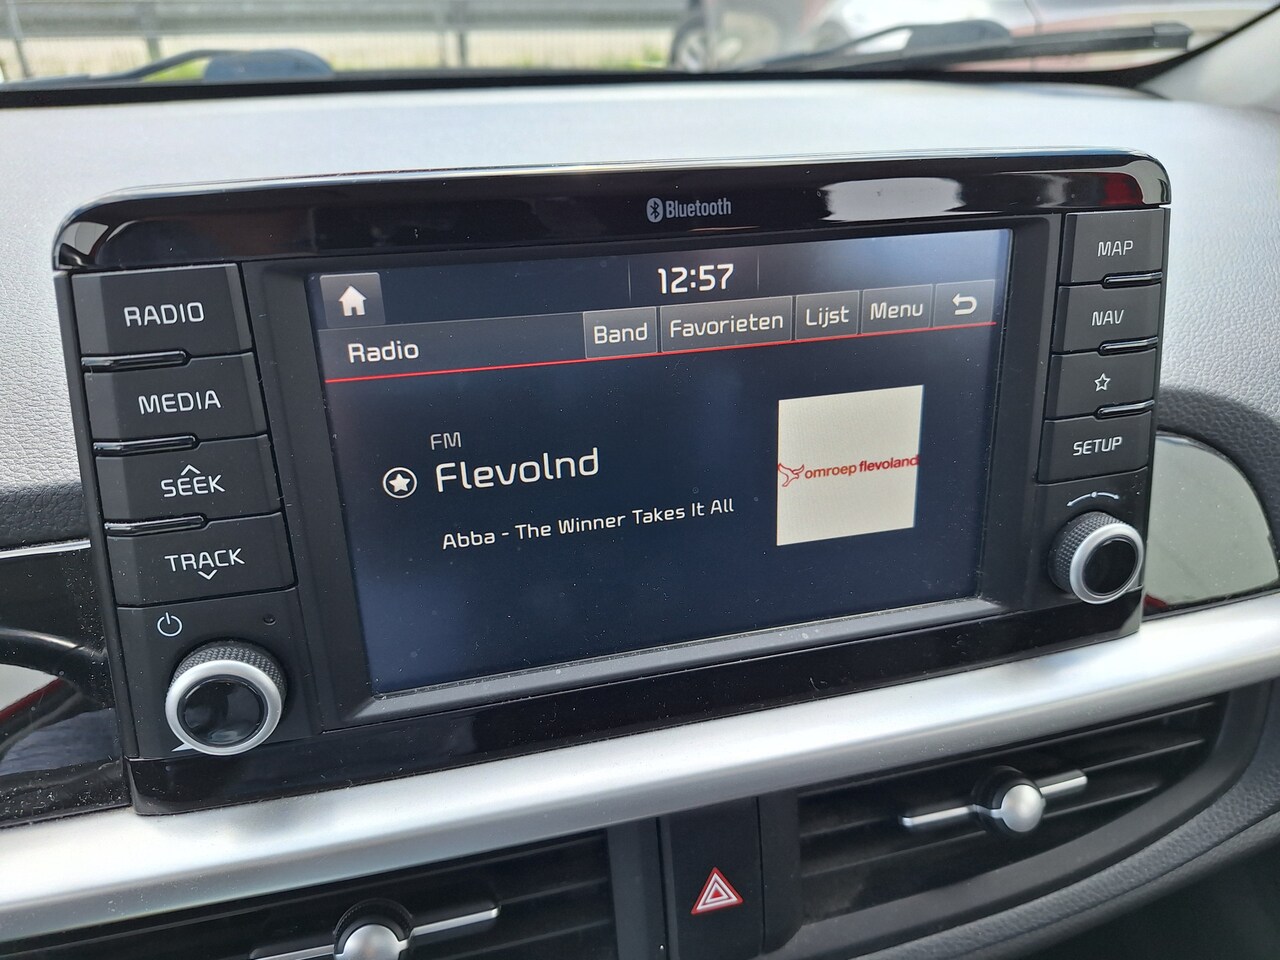 Bluetooth
RADIO
MEDIA
SEEK
TRACK
12:57
Radio
Band
Favorieten
Lijst
Menu
FM
Flevolnd
Abba - The Winner Takes It All
omroep flevoland
MAP
NAV
SETUP